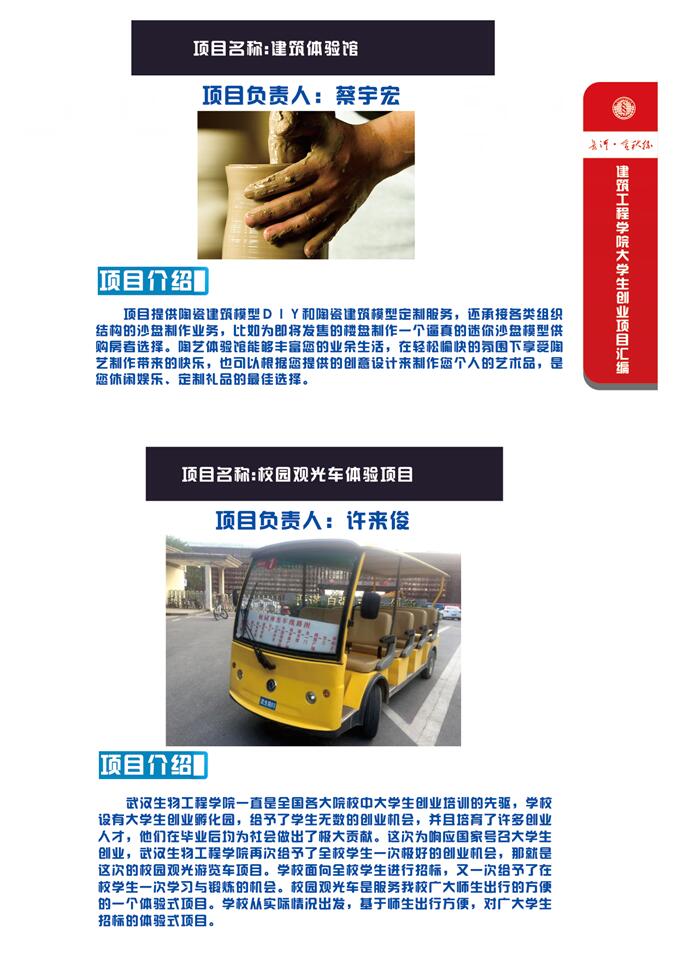 项目名称:建筑体验馆
项目负责人：蔡宇宏
项目介绍
项目提供陶瓷建筑模型DIY和陶瓷建筑模型定制服务，还承接各类组织
结构的沙盘制作业务，比如为即将发售的楼盘制作一个逼真的迷你沙盘模型供
购房者选择。陶艺体验馆能够丰富您的业余生活，在轻松愉快的氛围下享受陶
艺制作带来的快乐，也可以根据您提供的创意设计来制作您个人的艺术品，是
您休闲娱乐、定制礼品的最佳选择。
建筑工程学院大学生创业项目汇编
项目名称:校园观光车体验项目
项目负责人：许来俊
校园观光车线路图
项目介绍
武汉生物工程学院一直是全国各大院校中大学生创业培训的先驱，学校
设有大学生创业孵化园，给予了学生无数的创业机会，并且培育了许多创业
人才，他们在毕业后均为社会做出了极大贡献。这次为响应国家号召大学生
创业，武汉生物工程学院再次给予了全校学生一次极好的创业机会，那就是
这次的校园观光游览车项目。学校面向全校学生进行招标，又一次给予了在
校学生一次学习与锻炼的机会。校园观光车是服务我校广大师生出行的方便
的一个体验式项目。学校从实际情况出发，基于师生出行方便，对广大学生
招标的体验式项目。